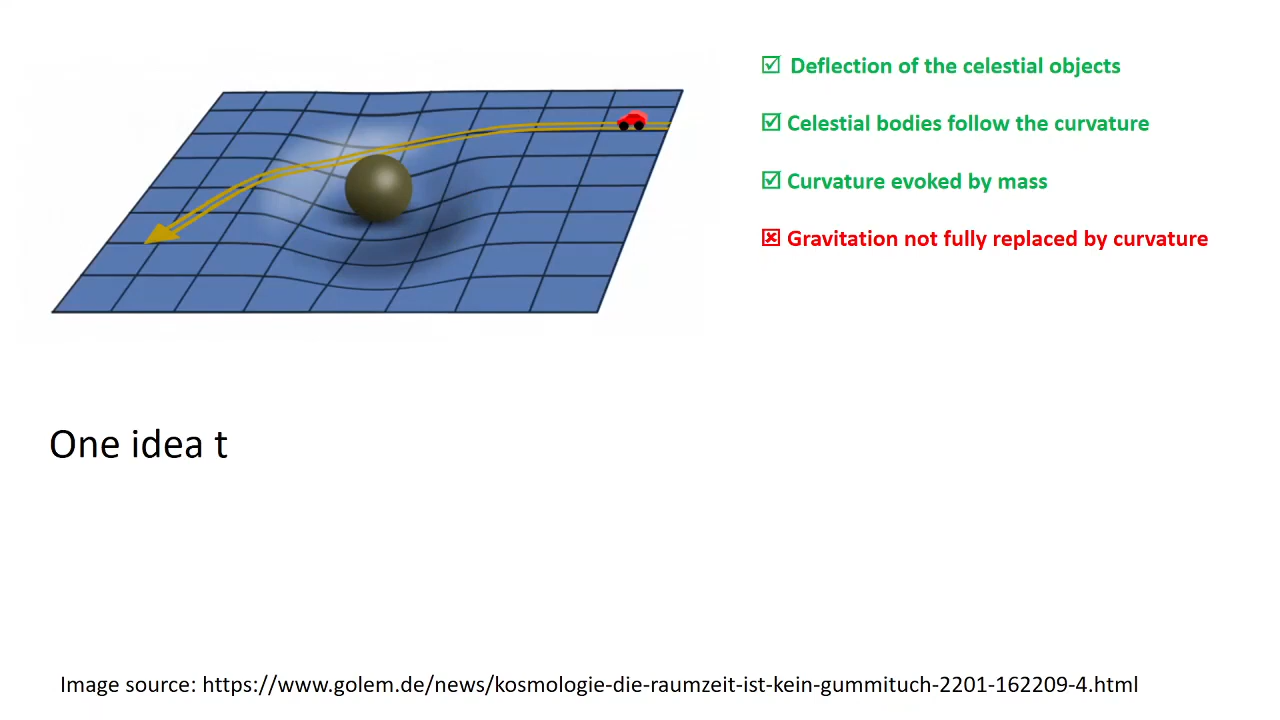 ☑ Deflection of the celestial objects
☑ Celestial bodies follow the curvature
☑ Curvature evoked by mass
☒ Gravitation not fully replaced by curvature
One idea t
Image source: https://www.golem.de/news/kosmologie-die-raumzeit-ist-kein-gummituch-2201-162209-4.html